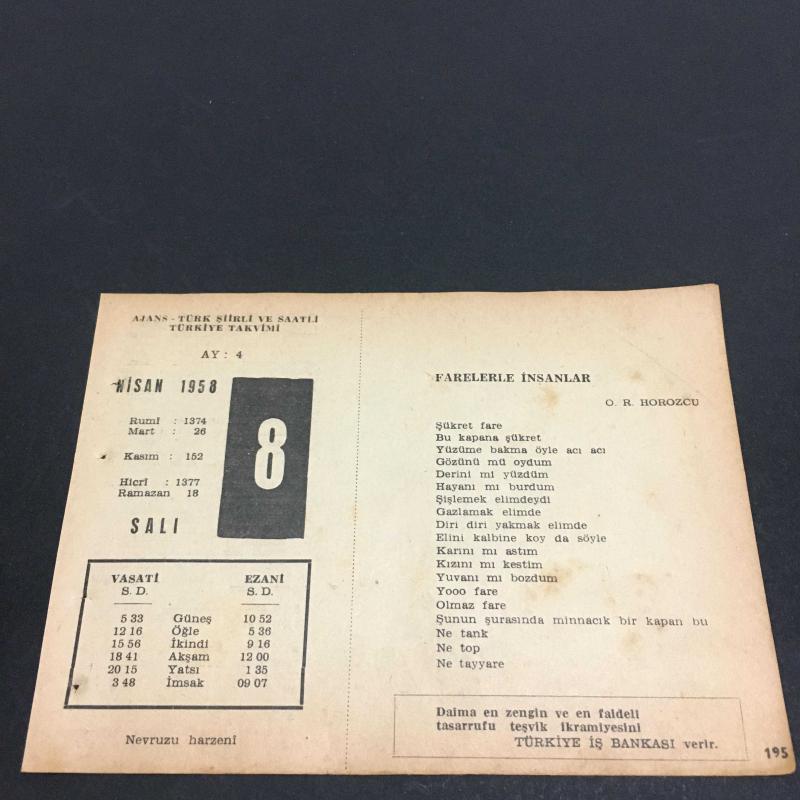 AJANS - TÜRK ŞİİRLİ VE SAATLİ
TÜRKİYE TAKVİMİ
AY : 4
NİSAN 1958
8
Rumî : 1374
Mart : 26
Kasım : 152
Hicrî : 1377
Ramazan 18
SALI
VASATİ EZANİ
S. D. S. D.
5 33 Güneş 10 52
12 16 Öğle 5 36
15 56 İkindi 9 16
18 41 Akşam 12 00
20 15 Yatsı 1 35
3 48 İmsak 09 07
Nevruzu harzenî
FARELERLE İNSANLAR
O. R. HOROZCU
Şükret fare
Bu kapana şükret
Yüzüme bakma öyle acı acı
Gözünü mü oydum
Derini mi yüzdüm
Hayanı mı burdum
Şişlemek elimdeydi
Gazlamak elimde
Diri diri yakmak elimde
Elini kalbine koy da söyle
Karını mı astım
Kızını mı kestim
Yuvanı mı bozdum
Yooo fare
Olmaz fare
Şunun şurasında minnacık bir kapan bu
Ne tank
Ne top
Ne tayyare
Daima en zengin ve en faideli
tasarrufu teşvik ikramiyesini
TÜRKİYE İŞ BANKASI verir.
195